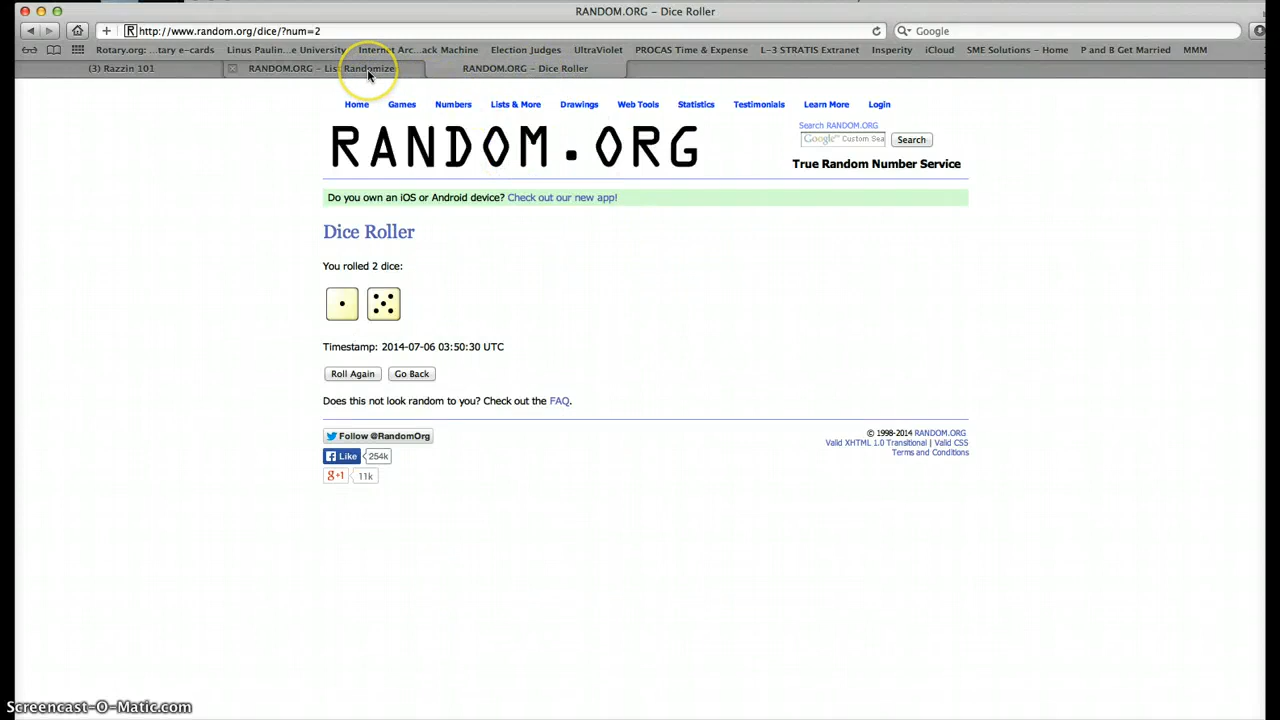 RANDOM.ORG – Dice Roller
R http://www.random.org/dice/?num=2
Google
Rotary.org: ...tary e-cards Linus Paulin...e University Internet Arc...ack Machine Election Judges UltraViolet PROCAS Time & Expense L-3 STRATIS Extranet Insperity iCloud SME Solutions - Home P and B Get Married MMM
(3) Razzin 101 RANDOM.ORG – List Randomize RANDOM.ORG – Dice Roller
Home Games Numbers Lists & More Drawings Web Tools Statistics Testimonials Learn More Login
RANDOM.ORG
Search RANDOM.ORG
Google™ Custom Sea Search
True Random Number Service
Do you own an iOS or Android device? Check out our new app!
Dice Roller
You rolled 2 dice:
Timestamp: 2014-07-06 03:50:30 UTC
Roll Again Go Back
Does this not look random to you? Check out the FAQ.
Follow @RandomOrg
Like 254k
g+1 11k
© 1998-2014 RANDOM.ORG
Valid XHTML 1.0 Transitional | Valid CSS
Terms and Conditions
Screencast-O-Matic.com